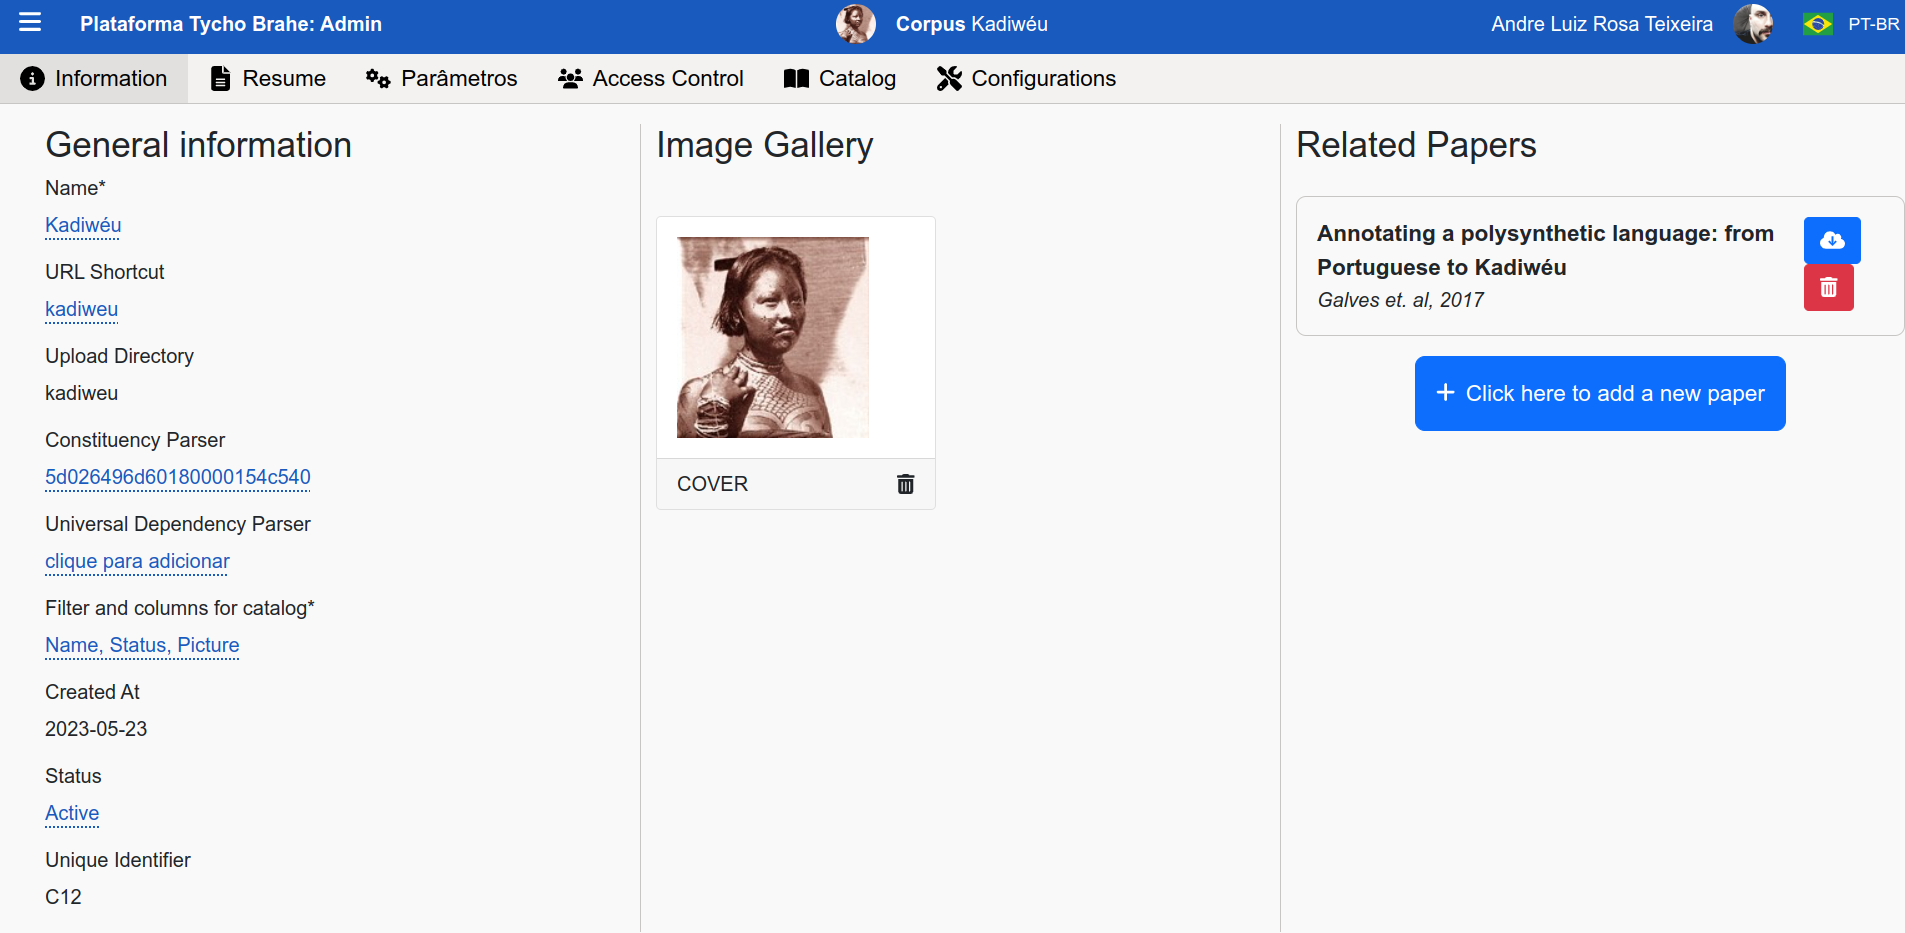 Plataforma Tycho Brahe: Admin
Corpus Kadiwéu
Andre Luiz Rosa Teixeira
PT-BR
Information
Resume
Parâmetros
Access Control
Catalog
Configurations
General information
Name*
Kadiwéu
URL Shortcut
kadiweu
Upload Directory
kadiweu
Constituency Parser
5d026496d60180000154c540
Universal Dependency Parser
clique para adicionar
Filter and columns for catalog*
Name, Status, Picture
Created At
2023-05-23
Status
Active
Unique Identifier
C12
Image Gallery
COVER
Related Papers
Annotating a polysynthetic language: from
Portuguese to Kadiwéu
Galves et. al, 2017
Click here to add a new paper